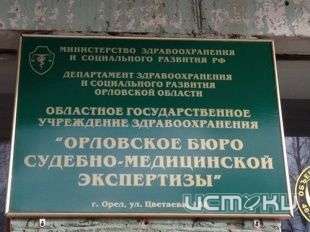 МИНИСТЕРСТВО ЗДРАВООХРАНЕНИЯ
И СОЦИАЛЬНОГО РАЗВИТИЯ РФ
ДЕПАРТАМЕНТ ЗДРАВООХРАНЕНИЯ
И СОЦИАЛЬНОГО РАЗВИТИЯ
ОРЛОВСКОЙ ОБЛАСТИ
ОБЛАСТНОЕ ГОСУДАРСТВЕННОЕ
УЧРЕЖДЕНИЕ ЗДРАВООХРАНЕНИЯ
"ОРЛОВСКОЕ БЮРО
СУДЕБНО-МЕДИЦИНСКОЙ
ЭКСПЕРТИЗЫ"
г. Орел, ул. Цветаева
истоки